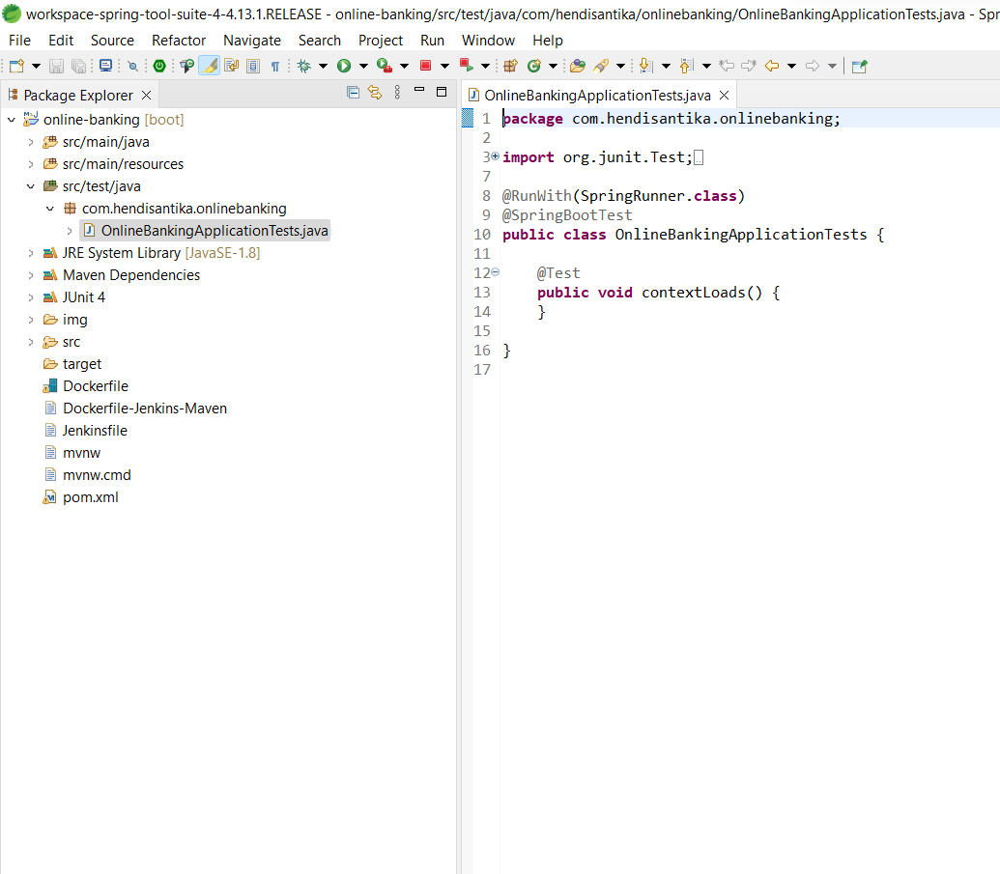 workspace-spring-tool-suite-4-4.13.1.RELEASE - online-banking/src/test/java/com/hendisantika/onlinebanking/OnlineBankingApplicationTests.java - Spr
File Edit Source Refactor Navigate Search Project Run Window Help
Package Explorer
online-banking [boot]
src/main/java
src/main/resources
src/test/java
com.hendisantika.onlinebanking
OnlineBankingApplicationTests.java
JRE System Library [JavaSE-1.8]
Maven Dependencies
JUnit 4
img
src
target
Dockerfile
Dockerfile-Jenkins-Maven
Jenkinsfile
mvnw
mvnw.cmd
pom.xml
OnlineBankingApplicationTests.java
1 package com.hendisantika.onlinebanking;
2
3 import org.junit.Test;
7
8 @RunWith(SpringRunner.class)
9 @SpringBootTest
10 public class OnlineBankingApplicationTests {
11
12 @Test
13 public void contextLoads() {
14 }
15
16 }
17